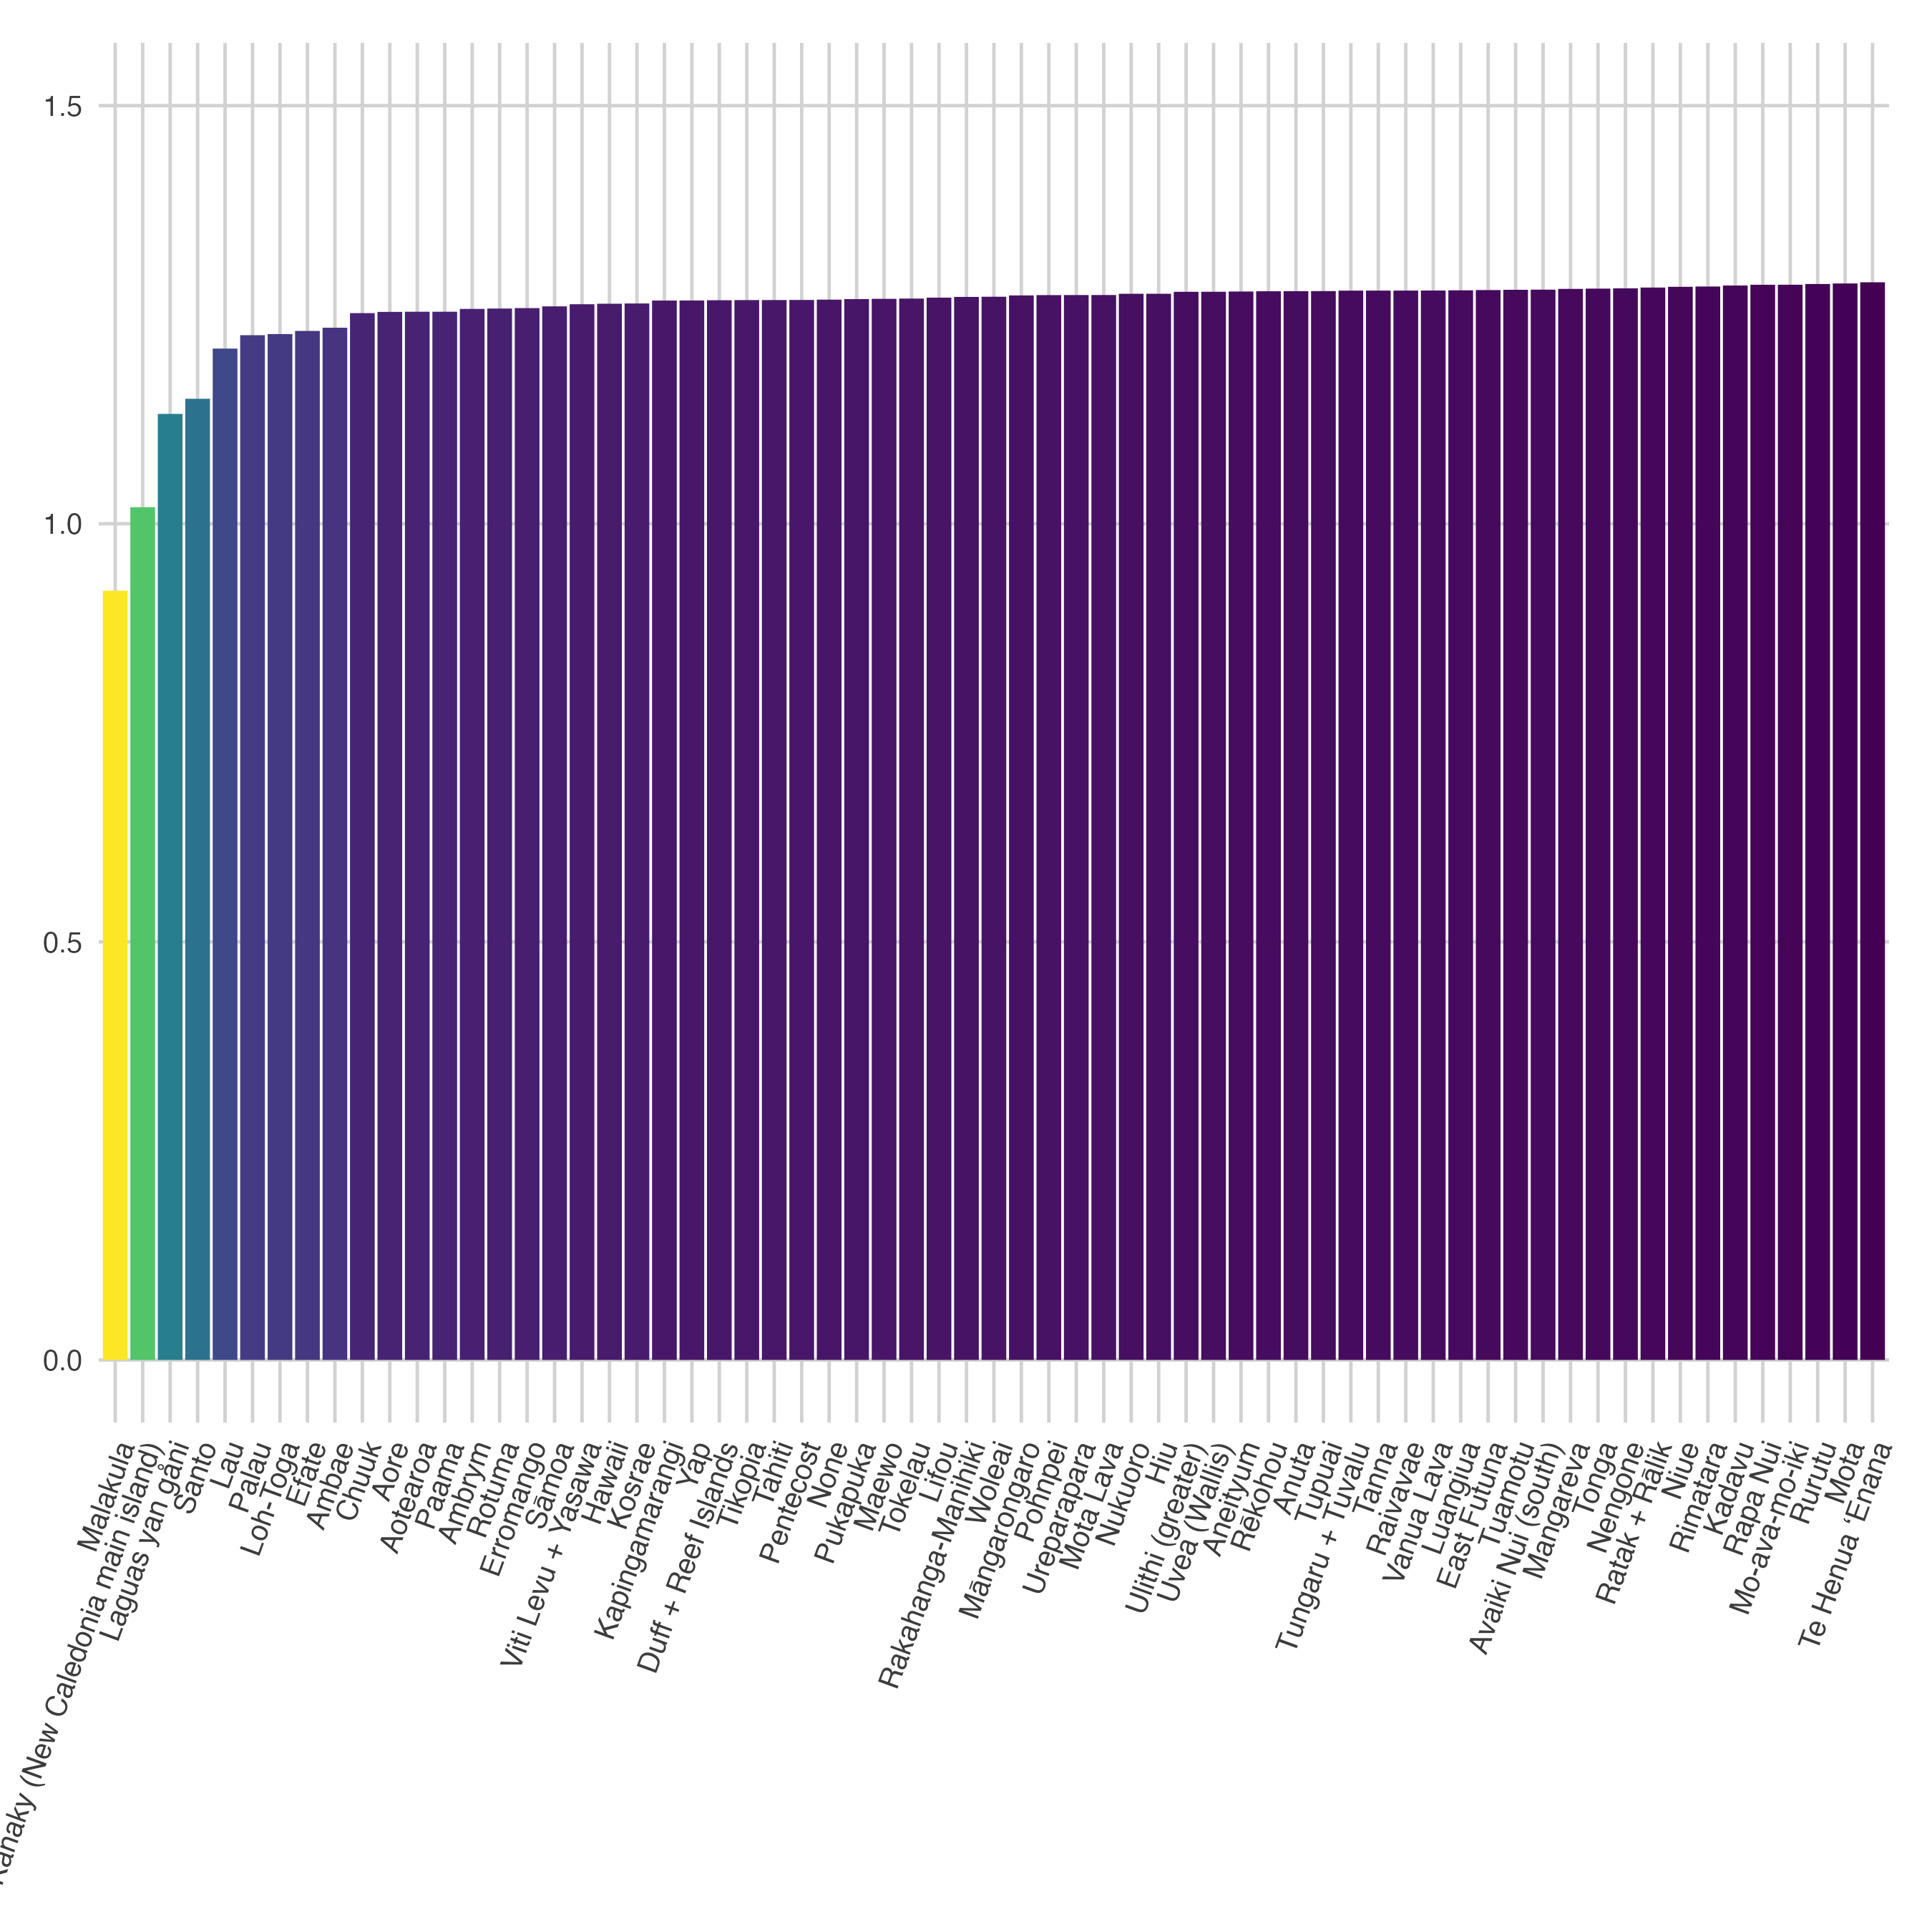 1.5
1.0
0.5
0.0
Malakula
Kanaky (New Caledonia main island)
Laguas yan gåni
Santo
Lau
Palau
Loh-Toga
Efate
Ambae
Chuuk
Aore
Aotearoa
Paama
Ambrym
Rotuma
Erromango
Sāmoa
Viti Levu + Yasawa
Hawaii
Kosrae
Kapingamarangi
Yap
Duff + Reef Islands
Tikopia
Tahiti
Pentecost
None
Pukapuka
Maewo
Tokelau
Lifou
Rakahanga-Manihiki
Woleai
Māngarongaro
Pohnpei
Ureparapara
Mota Lava
Nukuoro
Hiu
Ulithi (greater)
Uvea (Wallis)
Aneityum
Rēkohou
Anuta
Tupuai
Tungaru + Tuvalu
Tanna
Raivavae
Vanua Lava
Luangiua
East Futuna
Tuamotu
Avaiki Nui (south)
Mangareva
Tonga
Nengone
Ratak + Rālik
Niue
Rimatara
Kadavu
Rapa Nui
Mo-ava-mo-iki
Rurutu
Mota
Te Henua ‘Enana